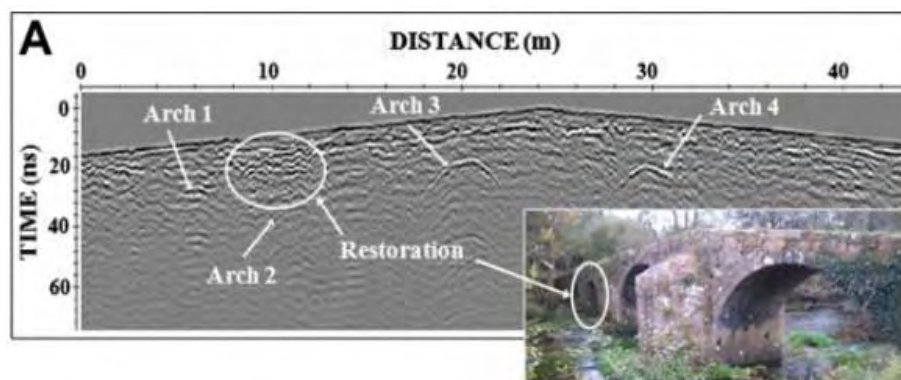 A
DISTANCE (m)
0 10 20 30 40
Arch 1
Arch 3
Arch 4
TIME (ns)
0
20
40
60
Restoration
Arch 2